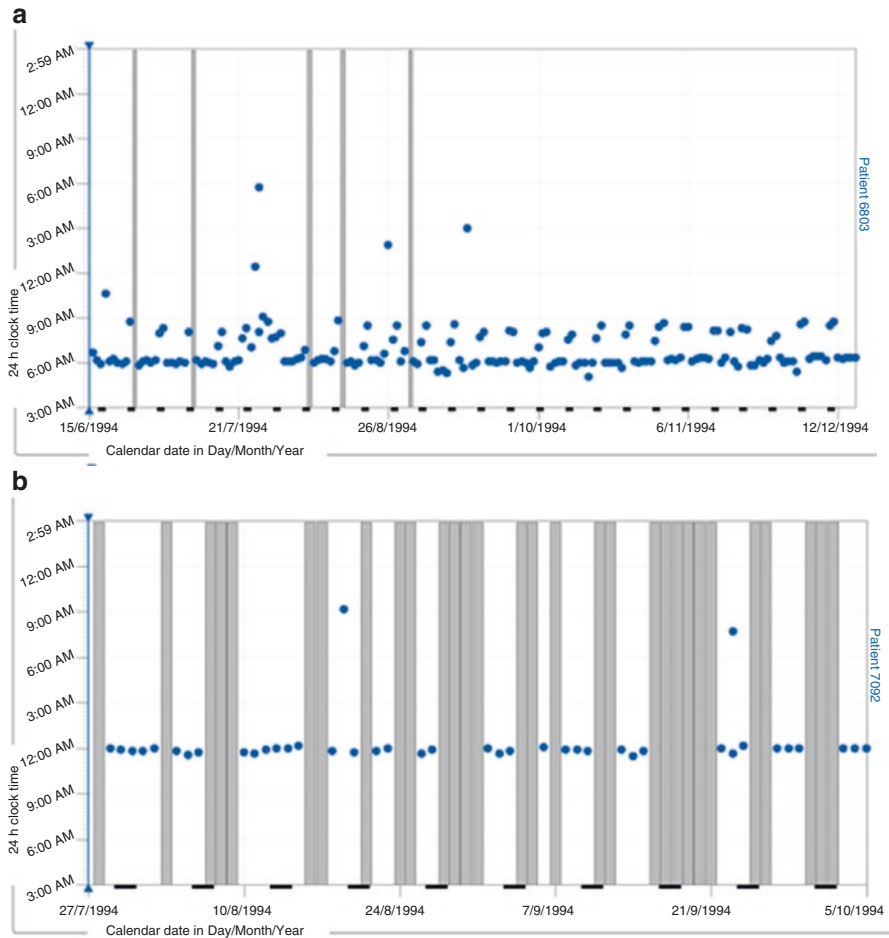 a
2:59 AM
12:00 AM
9:00 AM
6:00 AM
3:00 AM
12:00 AM
9:00 AM
6:00 AM
3:00 AM
24 h clock time
Patient 6803
15/6/1994 21/7/1994 26/8/1994 1/10/1994 6/11/1994 12/12/1994
Calendar date in Day/Month/Year
b
2:59 AM
12:00 AM
9:00 AM
6:00 AM
3:00 AM
12:00 AM
9:00 AM
6:00 AM
3:00 AM
24 h clock time
Patient 7092
27/7/1994 10/8/1994 24/8/1994 7/9/1994 21/9/1994 5/10/1994
Calendar date in Day/Month/Year